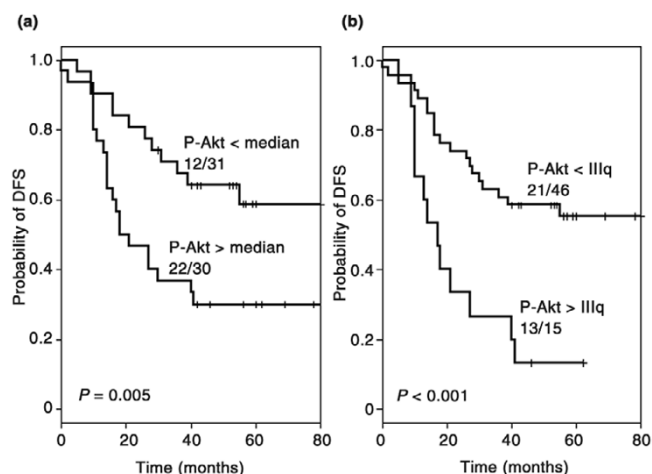 (a)
1.0
0.8
0.6
0.4
0.2
0
Probability of DFS
P-Akt < median
12/31
P-Akt > median
22/30
P = 0.005
0 20 40 60 80
Time (months)
(b)
1.0
0.8
0.6
0.4
0.2
0
Probability of DFS
P-Akt < IIIq
21/46
P-Akt > IIIq
13/15
P < 0.001
0 20 40 60 80
Time (months)